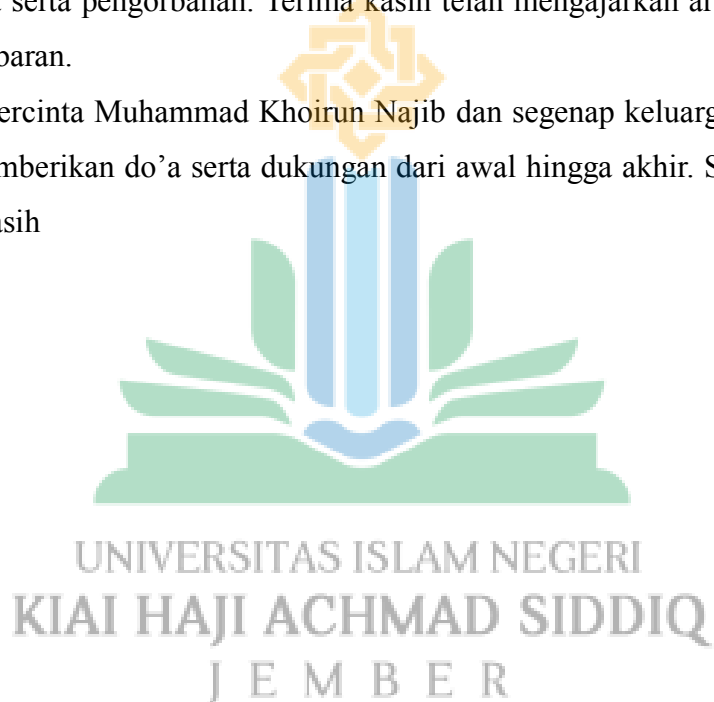 serta pengorbanan. Terima kasih telah mengajarkan
baran.
ercinta Muhammad Khoirun Najib dan segenap keluarg
mberikan do’a serta dukungan dari awal hingga akhir. S
asih
UNIVERSITAS ISLAM NEGERI
KIAI HAJI ACHMAD SIDDIQ
JEMBER